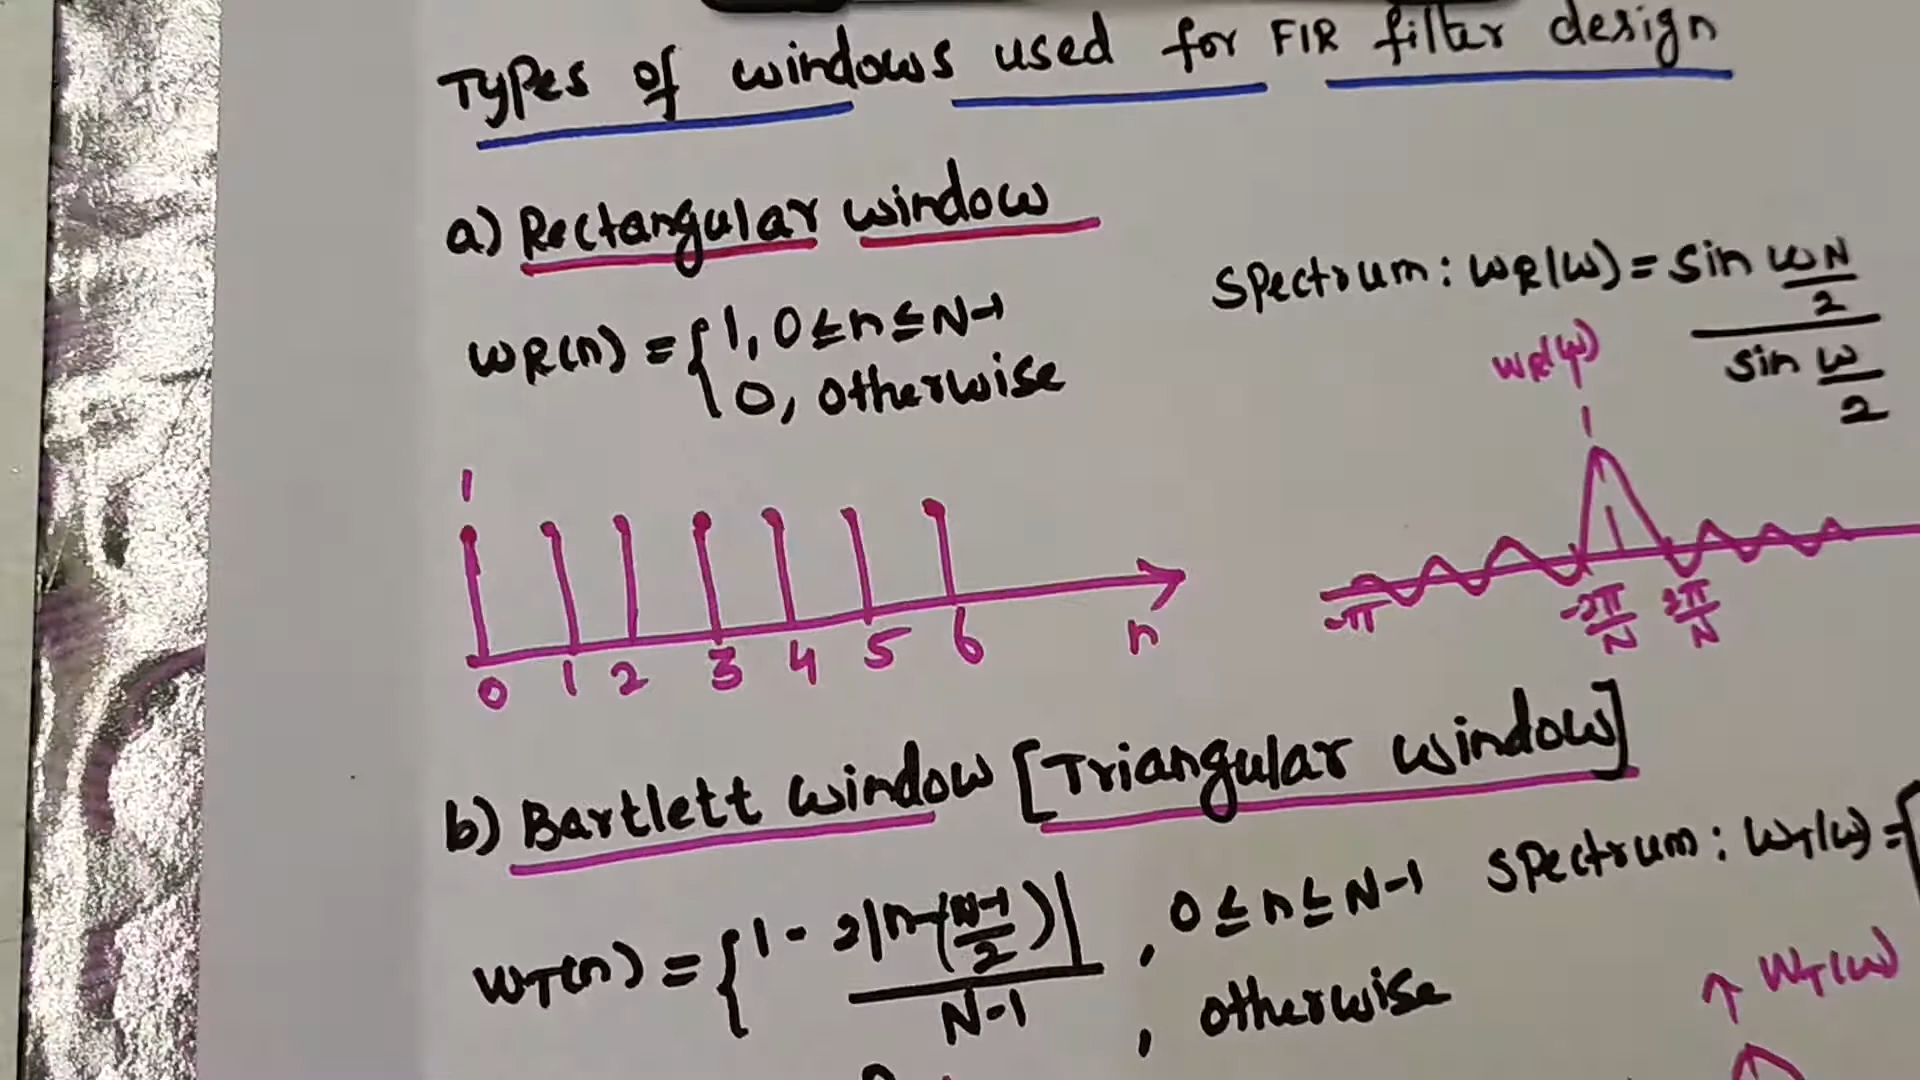 Types of windows used for FIR filter design
a) Rectangular window
WR(n) = { 1, 0≤n≤N-1
0, otherwise
Spectrum: WR(ω) = sin ωN/2 / sin ω/2
WR(ω)
1
1
0 1 2 3 4 5 6 n
-π -2π/N 2π/N
b) Bartlett window [Triangular window]
WT(n) = { 1 - 2|n-(N-1/2)| / N-1 , 0≤n≤N-1
, otherwise
Spectrum: WT(ω) = [
↑ WT(ω)